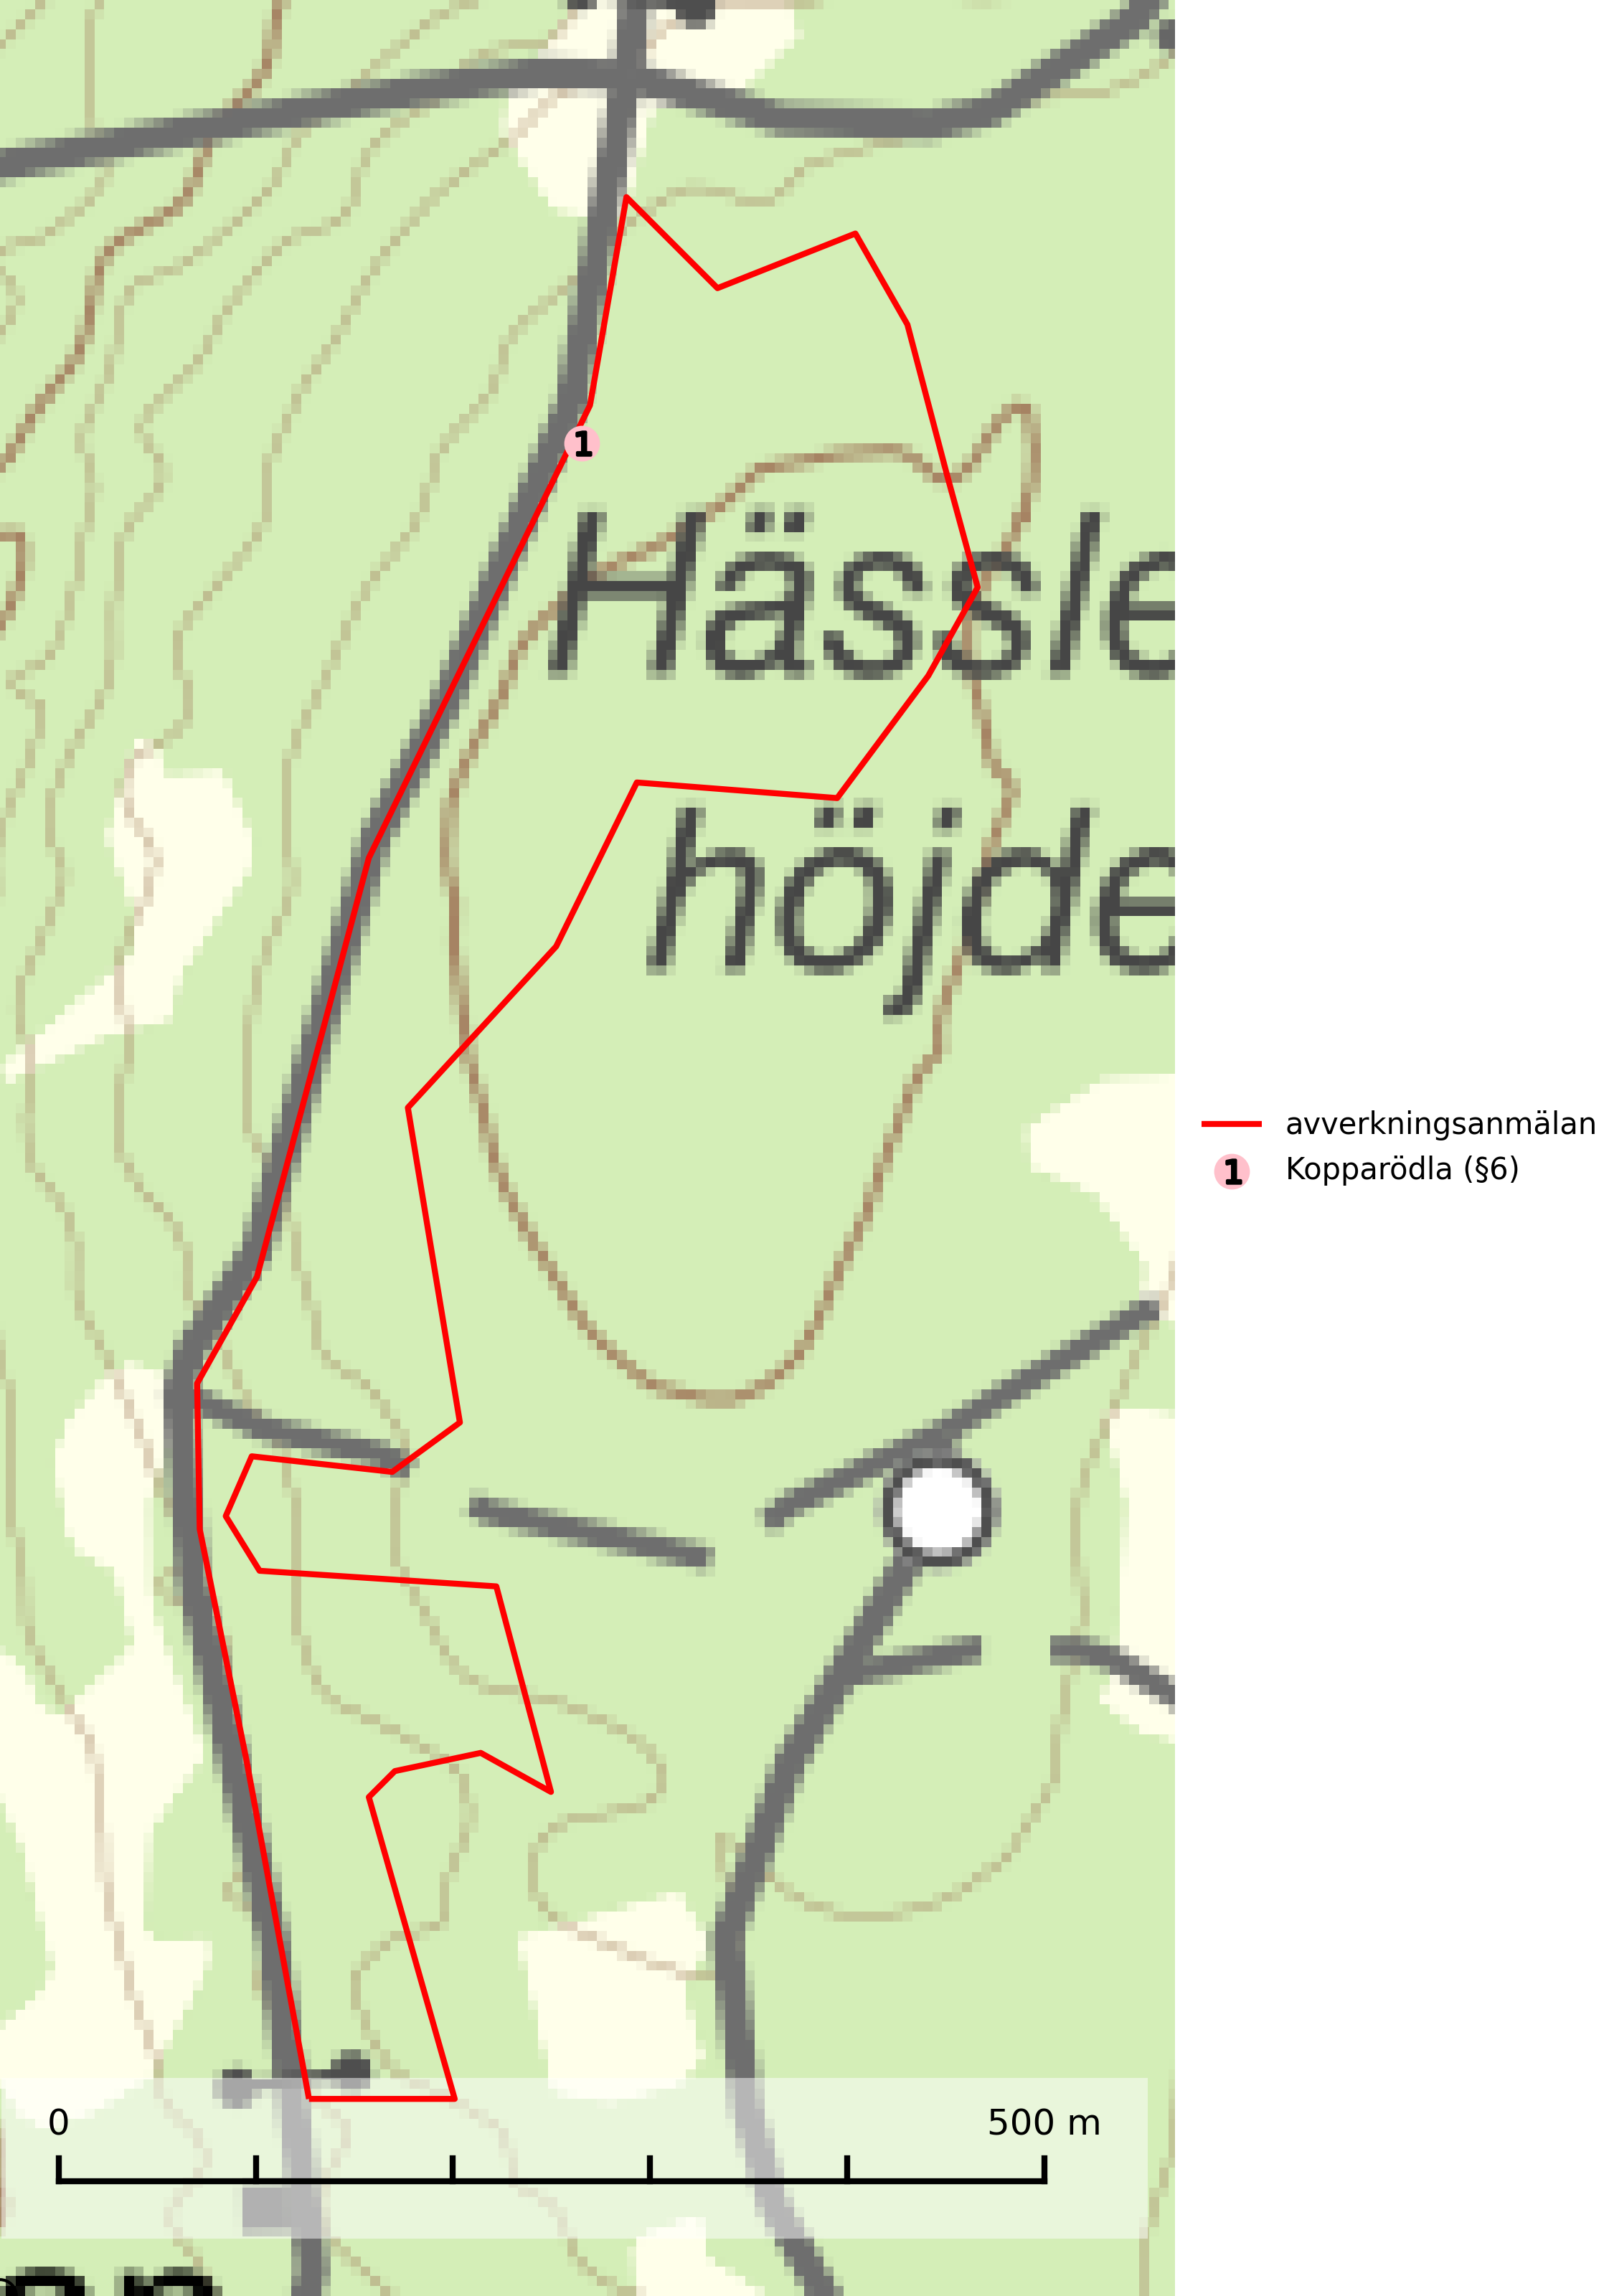 1
Hässle
höjde
avverkningsanmälan
1 Kopparödla (§6)
0 500 m